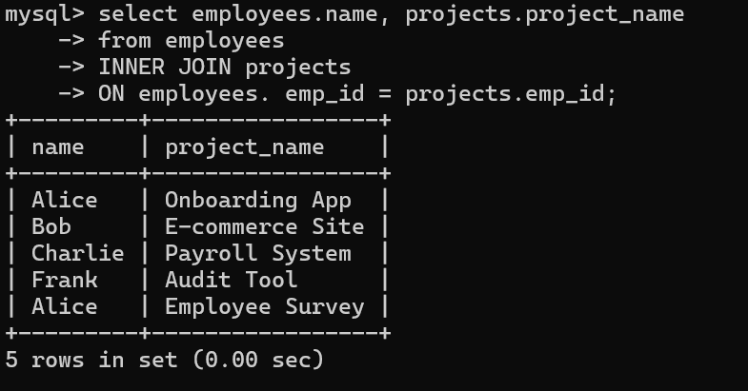 mysql> select employees.name, projects.project_name
    -> from employees
    -> INNER JOIN projects
    -> ON employees. emp_id = projects.emp_id;
+---------+-----------------+
| name    | project_name    |
+---------+-----------------+
| Alice   | Onboarding App  |
| Bob     | E-commerce Site |
| Charlie | Payroll System  |
| Frank   | Audit Tool      |
| Alice   | Employee Survey |
+---------+-----------------+
5 rows in set (0.00 sec)